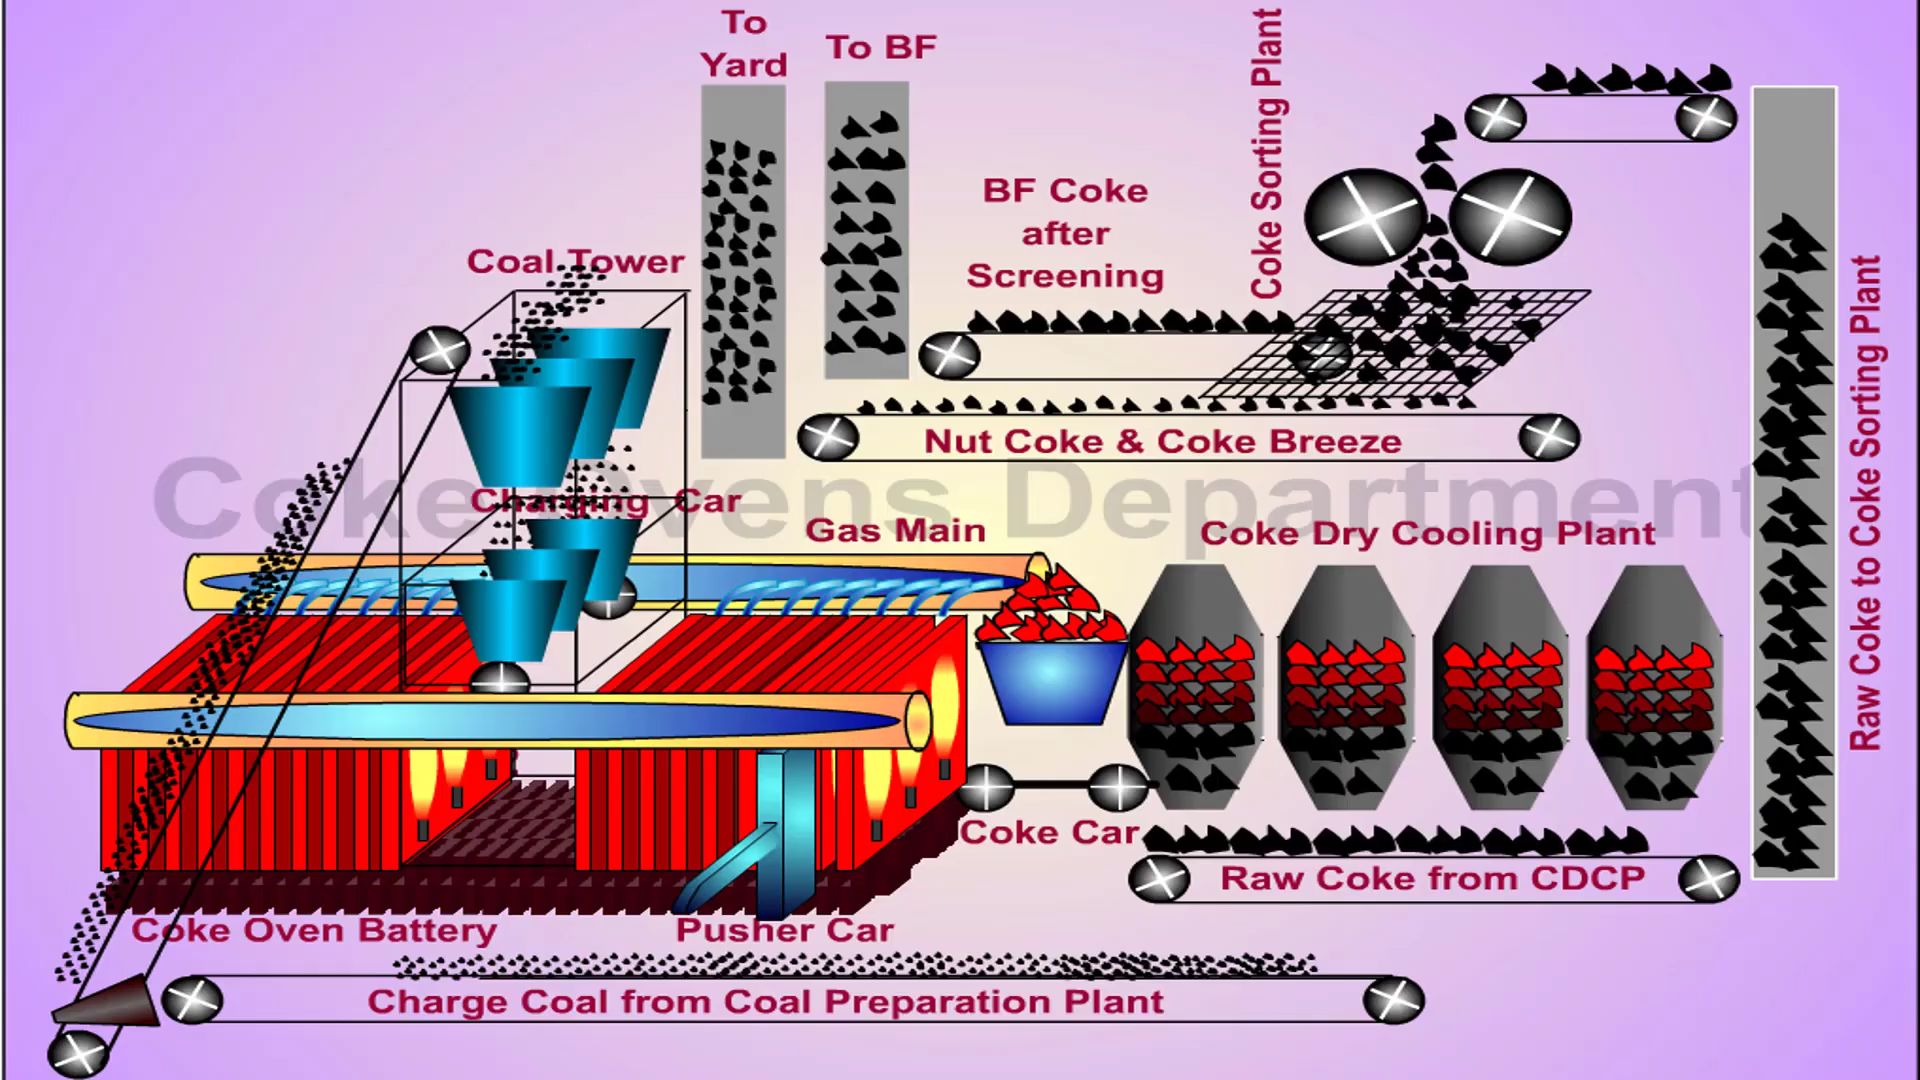 To
Yard
To BF
Coke Sorting Plant
BF Coke
after
Screening
Coal Tower
Raw Coke to Coke Sorting Plant
Nut Coke & Coke Breeze
Coke Ovens Department
Charging Car
Gas Main
Coke Dry Cooling Plant
Coke Car
Raw Coke from CDCP
Coke Oven Battery
Pusher Car
Charge Coal from Coal Preparation Plant